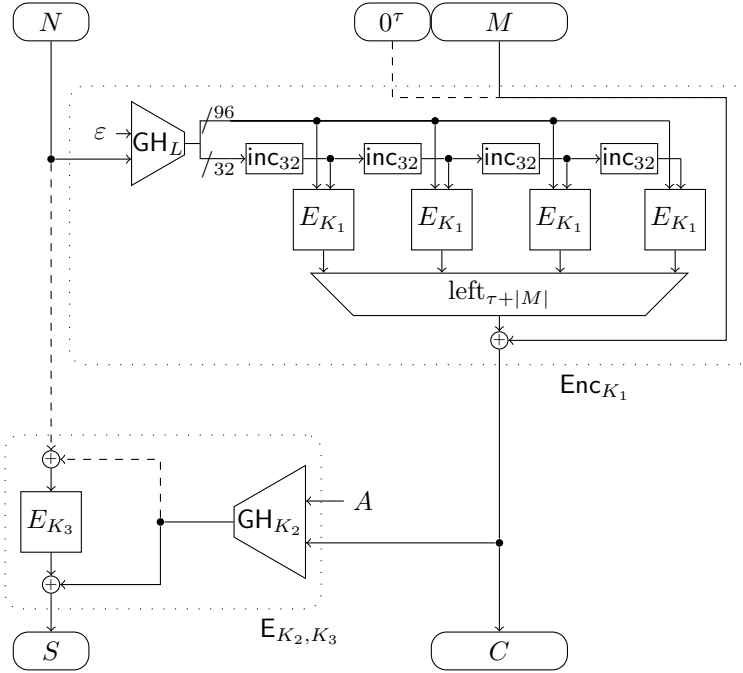 N 0^τ M
96
ε GH_L
32 inc_32 inc_32 inc_32 inc_32
E_{K_1} E_{K_1} E_{K_1} E_{K_1}
left_{τ+|M|}
+
Enc_{K_1}
+
A
E_{K_3} GH_{K_2}
+
E_{K_2,K_3}
S C